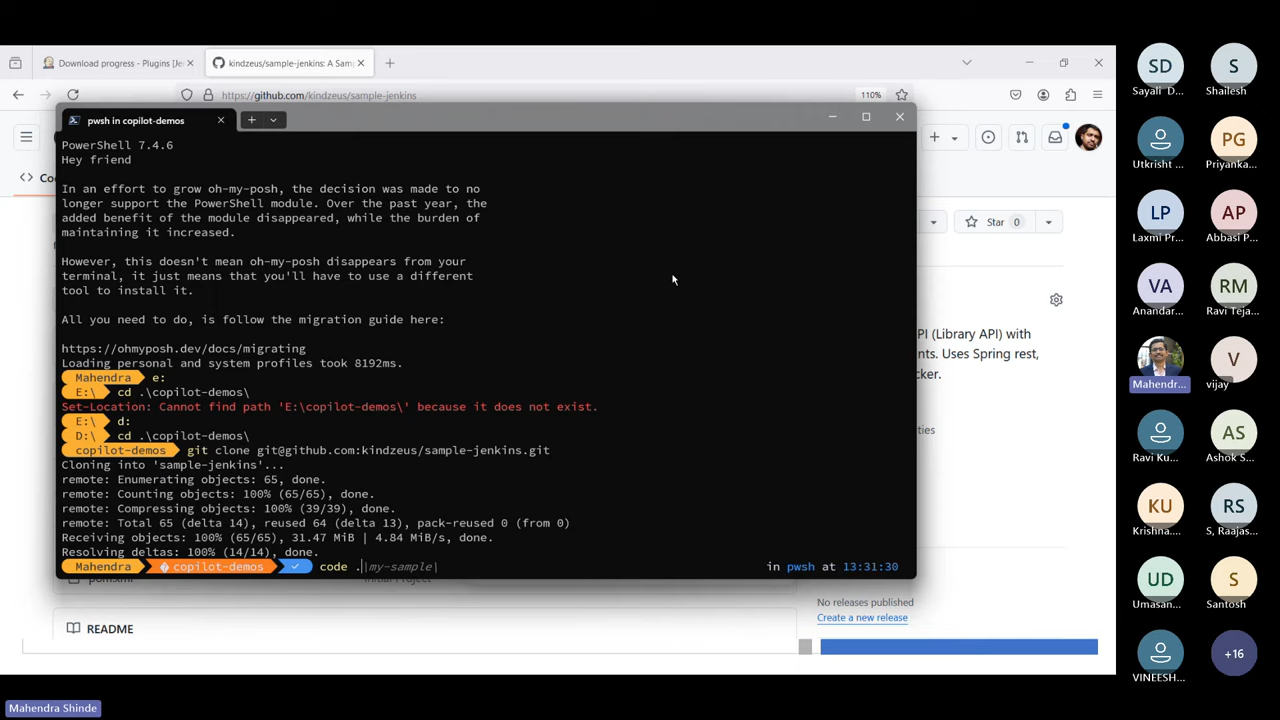 Download progress - Plugins [Je
kindzeus/sample-jenkins: A Sam
https://github.com/kindzeus/sample-jenkins
110%
pwsh in copilot-demos
PowerShell 7.4.6
Hey friend
In an effort to grow oh-my-posh, the decision was made to no
longer support the PowerShell module. Over the past year, the
added benefit of the module disappeared, while the burden of
maintaining it increased.
However, this doesn't mean oh-my-posh disappears from your
terminal, it just means that you'll have to use a different
tool to install it.
All you need to do, is follow the migration guide here:
https://ohmyposh.dev/docs/migrating
Loading personal and system profiles took 8192ms.
Mahendra e:
E:\ cd .\copilot-demos\
Set-Location: Cannot find path 'E:\copilot-demos\' because it does not exist.
E:\ d:
D:\ cd .\copilot-demos\
copilot-demos git clone git@github.com:kindzeus/sample-jenkins.git
Cloning into 'sample-jenkins'...
remote: Enumerating objects: 65, done.
remote: Counting objects: 100% (65/65), done.
remote: Compressing objects: 100% (39/39), done.
remote: Total 65 (delta 14), reused 64 (delta 13), pack-reused 0 (from 0)
Receiving objects: 100% (65/65), 31.47 MiB | 4.84 MiB/s, done.
Resolving deltas: 100% (14/14), done.
Mahendra copilot-demos code .\my-sample\ in pwsh at 13:31:30
Co
Star 0
PI (Library API) with
nts. Uses Spring rest,
cker.
ities
No releases published
Create a new release
README
SD
Sayali D...
S
Shailesh
Utkrisht ...
PG
Priyanka...
LP
Laxmi Pr...
AP
Abbasi P...
VA
Anandar...
RM
Ravi Teja...
Mahendr...
V
vijay
Ravi Ku...
AS
Ashok S...
KU
Krishna...
RS
S, Raajas...
UD
Umasan...
S
Santosh
VINEESH...
+16
Mahendra Shinde